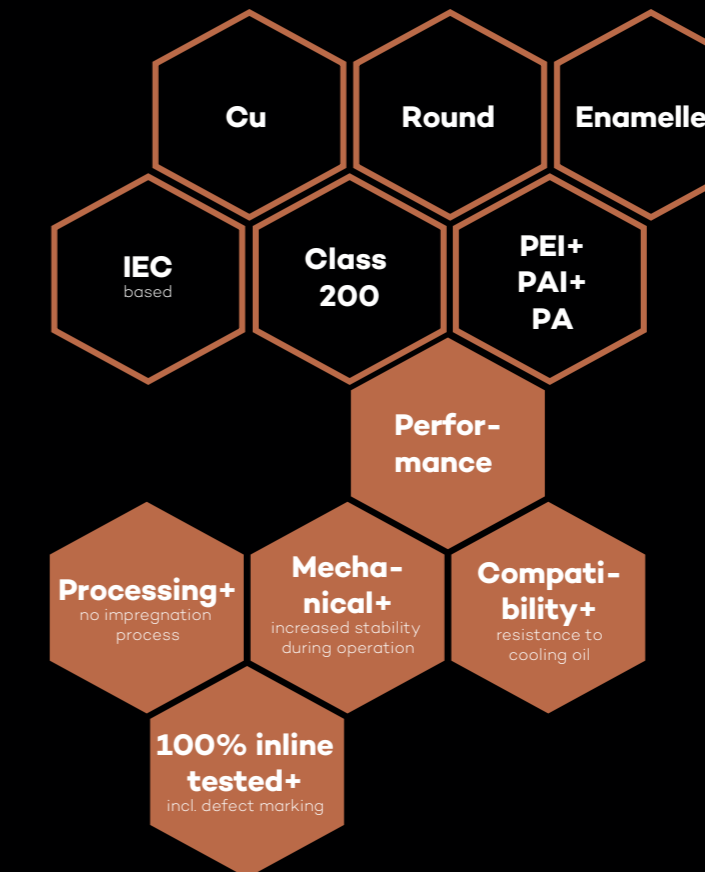 Cu
Round
Enamelle
IEC
based
Class
200
PEI+
PAI+
PA
Perfor-
mance
Processing+
no impregnation
process
Mecha-
nical+
increased stability
during operation
Compati-
bility+
resistance to
cooling oil
100% inline
tested+
incl. defect marking